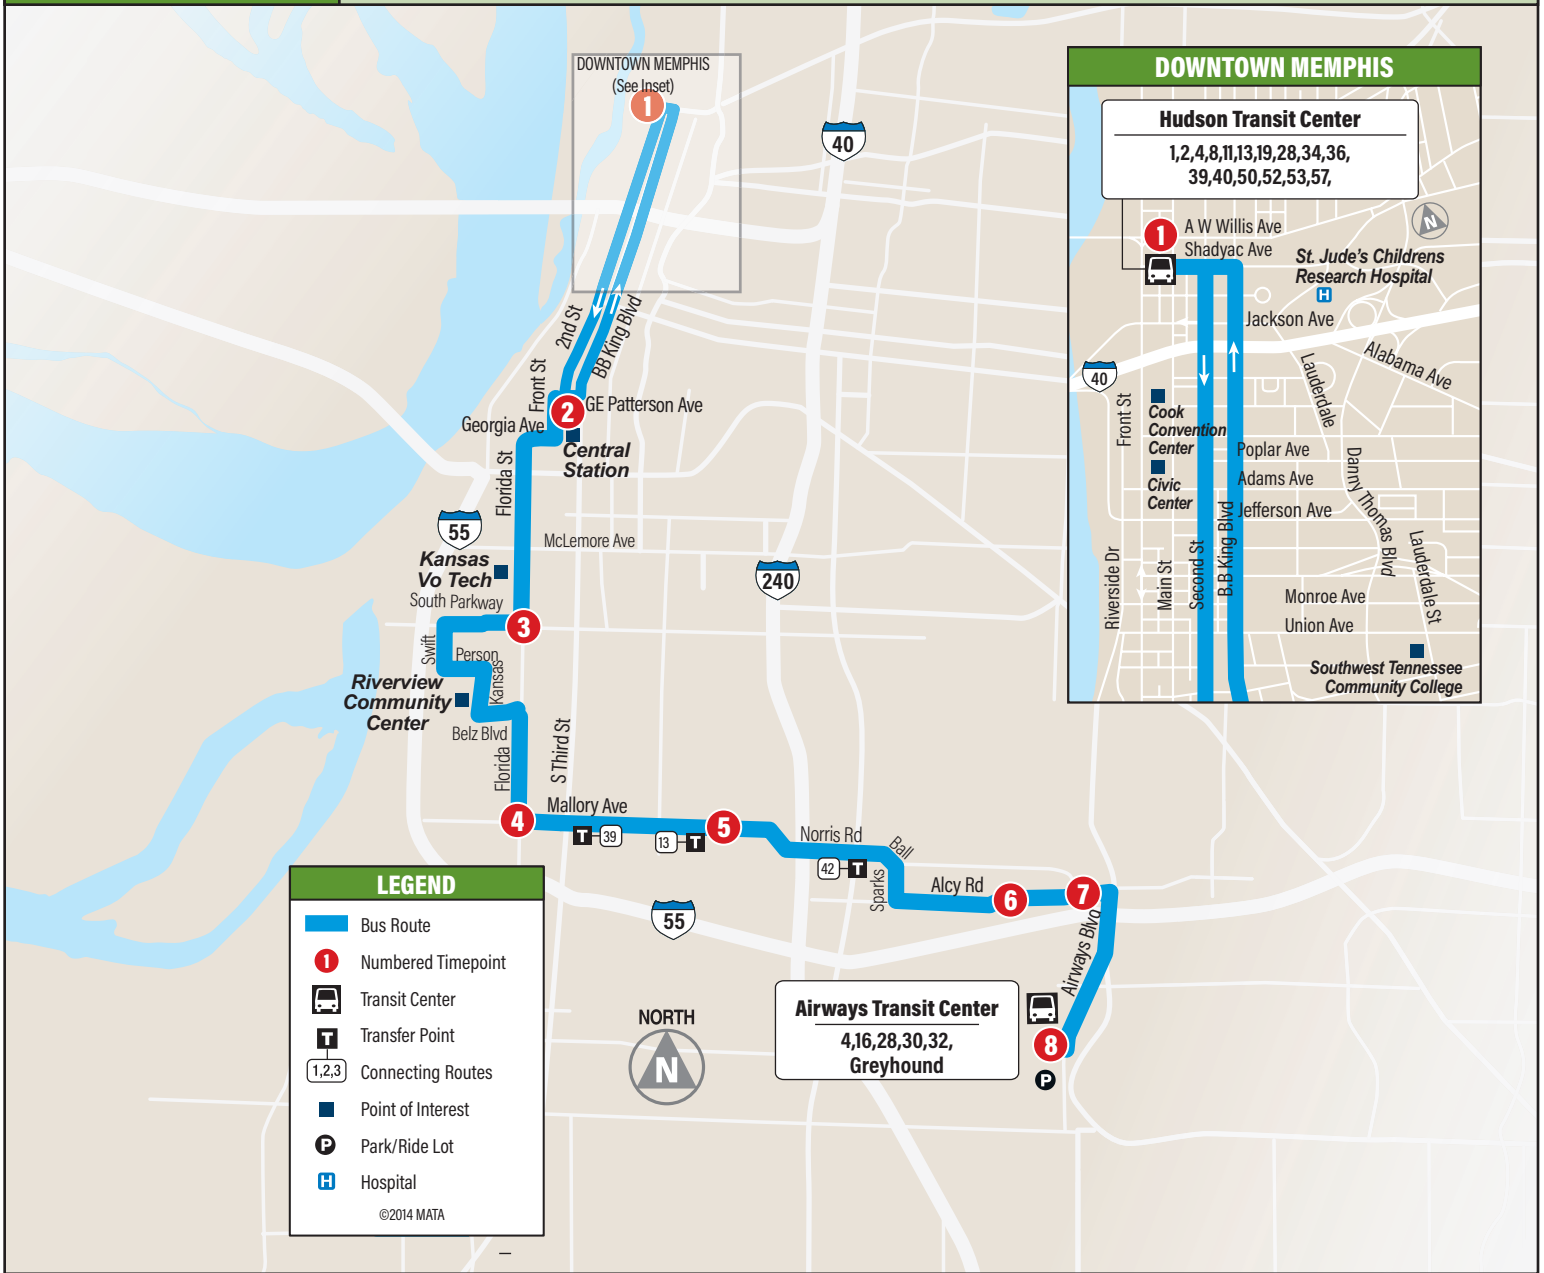 DOWNTOWN MEMPHIS
(See Inset)
1
40
2nd St
BB King Blvd
Front St
2
GE Patterson Ave
Georgia Ave
Central
Station
Florida St
55
McLemore Ave
Kansas
Vo Tech
240
South Parkway
3
Swift
Person
Kansas
Riverview
Community
Center
Belz Blvd
Florida
S Third St
4
Mallory Ave
T
39
13
T
5
Norris Rd
Ball
42
T
Sparks
Alcy Rd
6
7
Airways Blvd
55
Airways Transit Center
4,16,28,30,32,
Greyhound
8
P
NORTH
N
DOWNTOWN MEMPHIS
Hudson Transit Center
1,2,4,8,11,13,19,28,34,36,
39,40,50,52,53,57,
N
1
A W Willis Ave
Shadyac Ave
St. Jude's Childrens
Research Hospital
H
Jackson Ave
Alabama Ave
40
Lauderdale
Front St
Cook
Convention
Center
Poplar Ave
Civic
Center
Adams Ave
Jefferson Ave
Danny Thomas Blvd
Lauderdale St
Riverside Dr
Main St
Second St
B.B King Blvd
Monroe Ave
Union Ave
Southwest Tennessee
Community College
LEGEND
Bus Route
1
Numbered Timepoint
Transit Center
T
Transfer Point
1,2,3
Connecting Routes
Point of Interest
P
Park/Ride Lot
H
Hospital
©2014 MATA